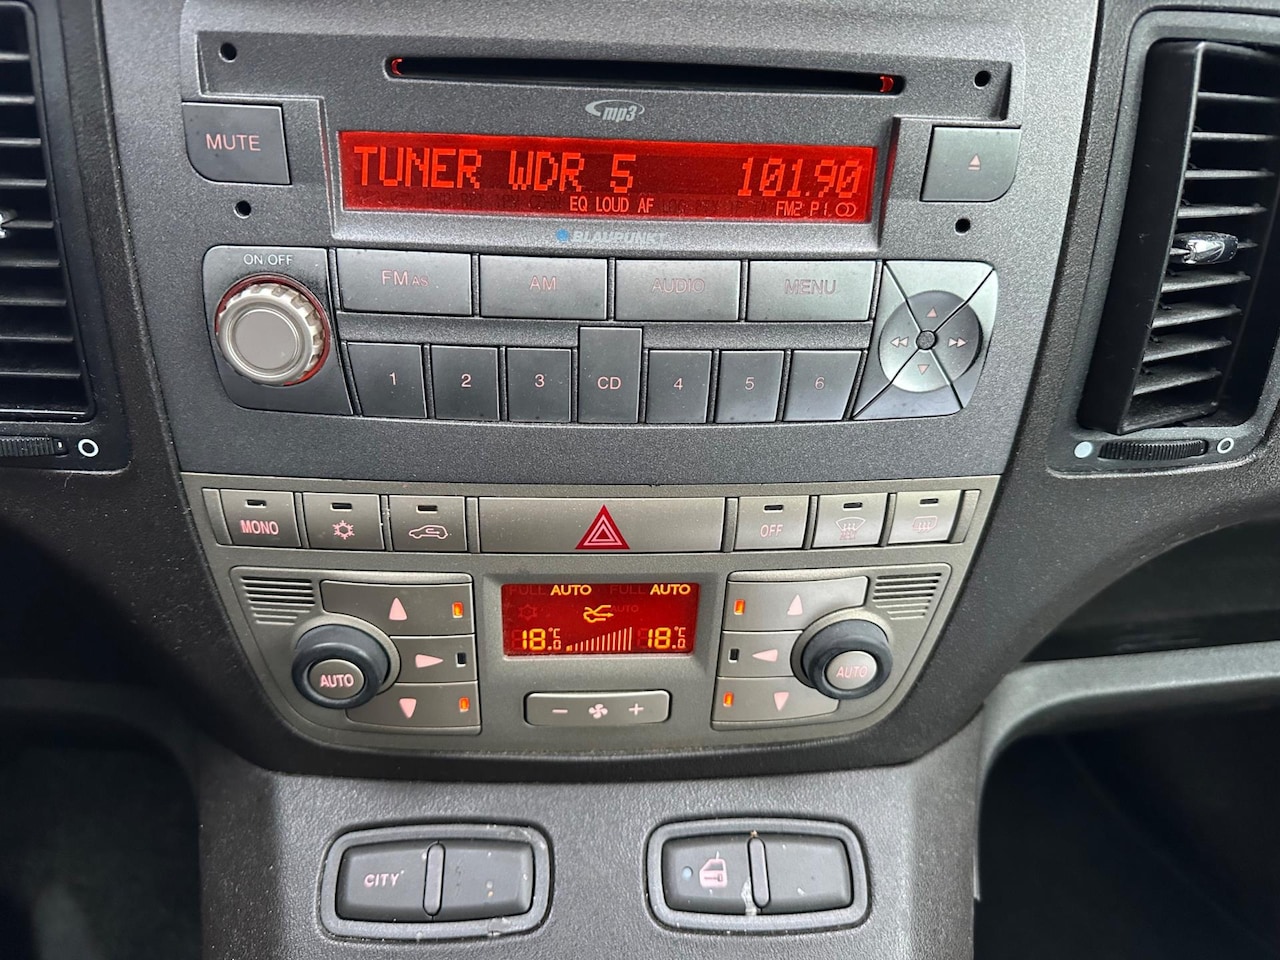 mp3
MUTE
TUNER WDR 5 101.90
EQ LOUD AF FM2 P1
BLAUPUNKT
ON/OFF
FM AS AM AUDIO MENU
1 2 3 CD 4 5 6
MONO OFF
AUTO AUTO
18.0 °C 18.0 °C
AUTO AUTO
CITY